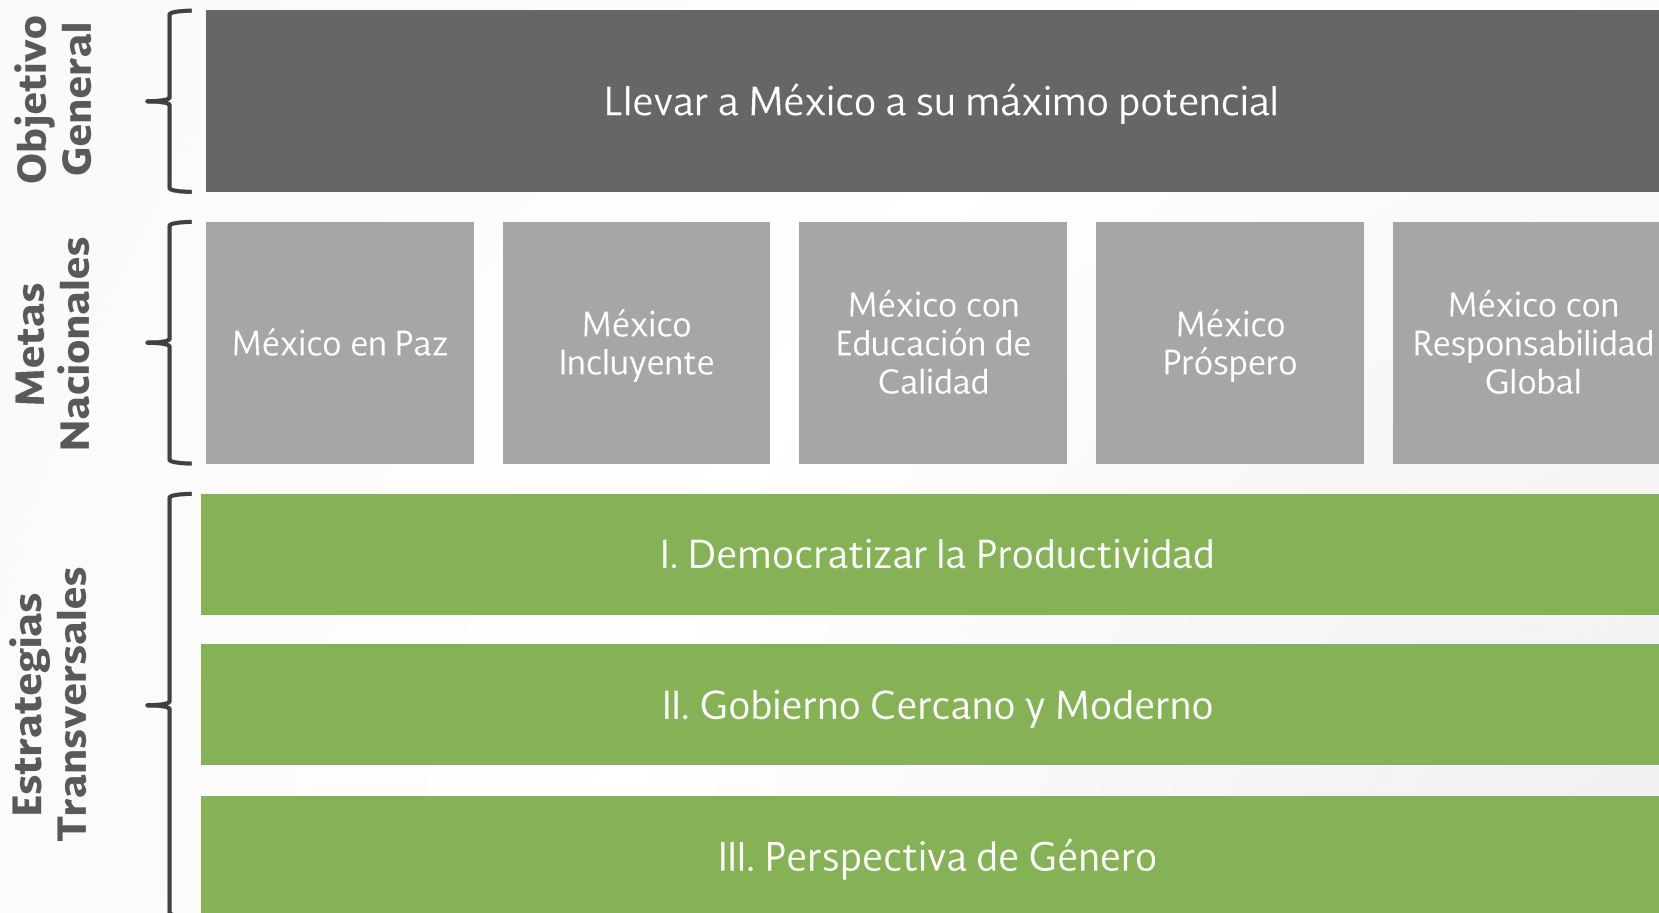 Objetivo
General
Llevar a México a su máximo potencial
Metas
Nacionales
México en Paz
México
Incluyente
México con
Educación de
Calidad
México
Próspero
México con
Responsabilidad
Global
Estrategias
Transversales
I. Democratizar la Productividad
II. Gobierno Cercano y Moderno
III. Perspectiva de Género